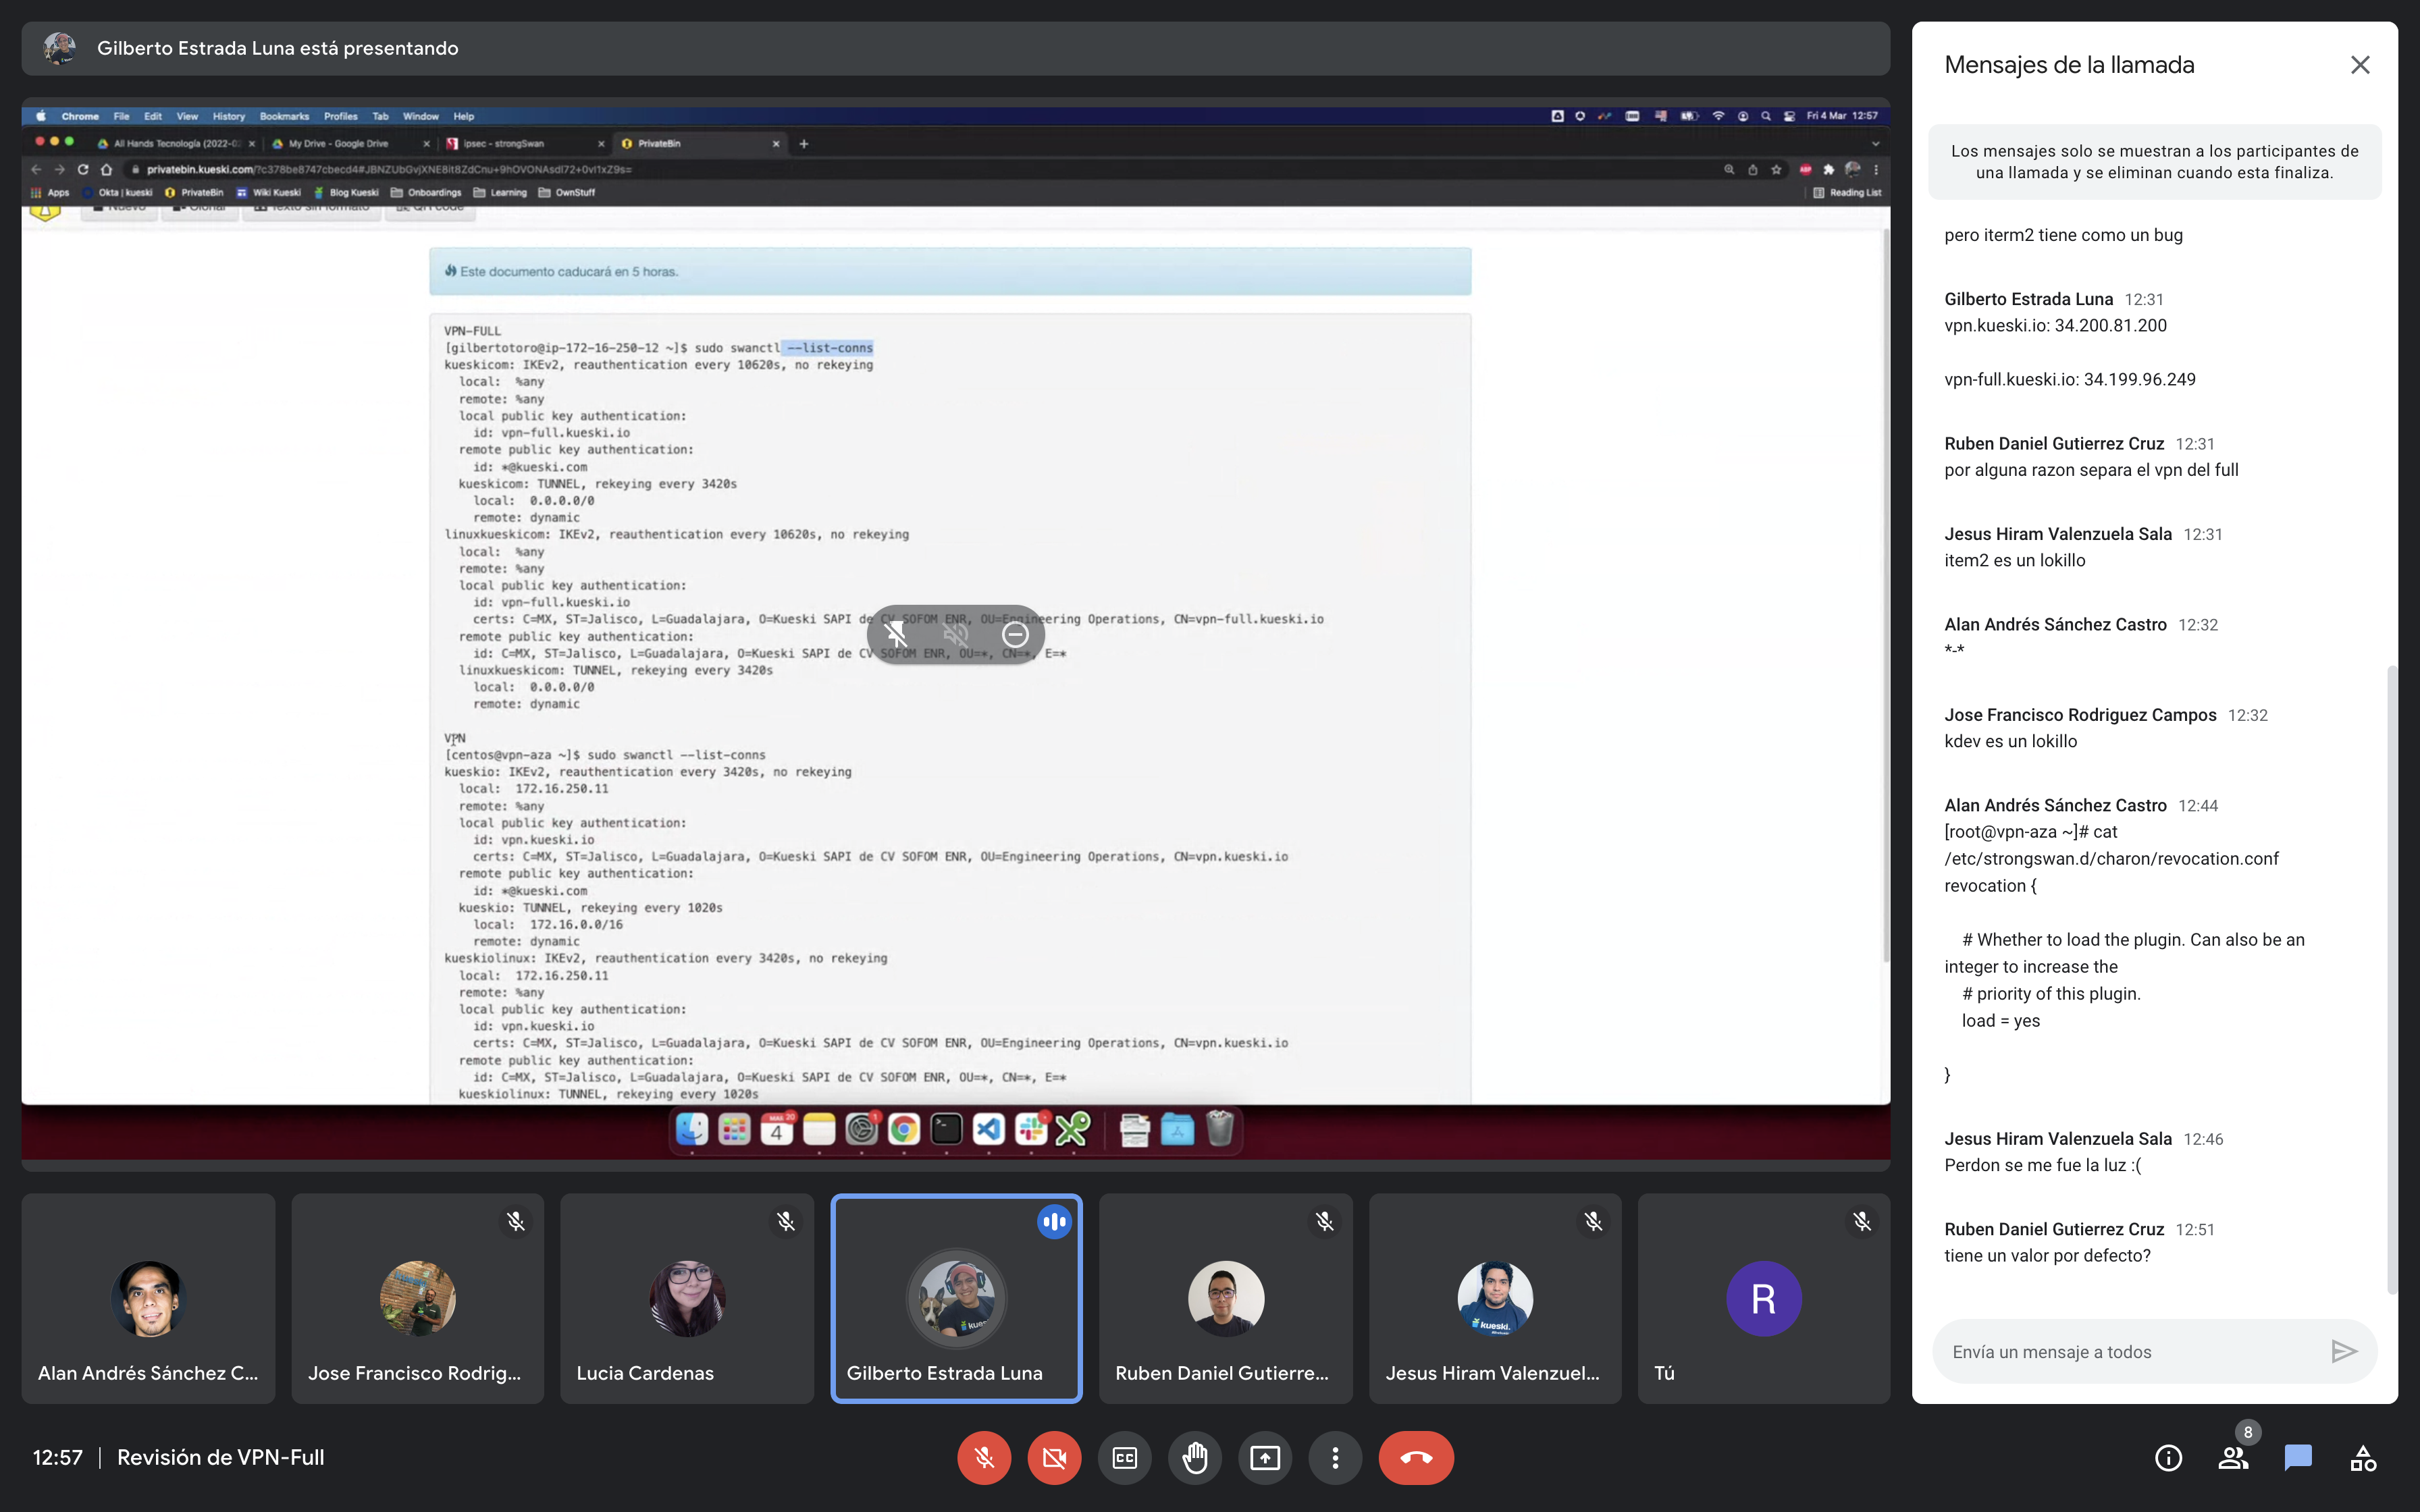 Gilberto Estrada Luna está presentando
Chrome File Edit View History Bookmarks Profiles Tab Window Help
Fri 4 Mar 12:57
All Hands Tecnología (2022-02
My Drive - Google Drive
ipsec - strongSwan
PrivateBin
privatebin.kueski.com/?c378be8747cbecd4#JBNZUbGvjXNE8it8ZdCnu+9hOVONAsdl72+0vi1xZ9s=
Apps Okta | kueski PrivateBin Wiki Kueski Blog Kueski Onboardings Learning OwnStuff Reading List
Nuevo Clonar Texto sin formato QR code
Este documento caducará en 5 horas.
VPN-FULL
[gilbertotoro@ip-172-16-250-12 ~]$ sudo swanctl --list-conns
kueskicom: IKEv2, reauthentication every 10620s, no rekeying
local: %any
remote: %any
local public key authentication:
id: vpn-full.kueski.io
remote public key authentication:
id: *@kueski.com
kueskicom: TUNNEL, rekeying every 3420s
local: 0.0.0.0/0
remote: dynamic
linuxkueskicom: IKEv2, reauthentication every 10620s, no rekeying
local: %any
remote: %any
local public key authentication:
id: vpn-full.kueski.io
certs: C=MX, ST=Jalisco, L=Guadalajara, O=Kueski SAPI de CV SOFOM ENR, OU=Engineering Operations, CN=vpn-full.kueski.io
remote public key authentication:
id: C=MX, ST=Jalisco, L=Guadalajara, O=Kueski SAPI de CV SOFOM ENR, OU=*, CN=*, E=*
linuxkueskicom: TUNNEL, rekeying every 3420s
local: 0.0.0.0/0
remote: dynamic
VPN
[centos@vpn-aza ~]$ sudo swanctl --list-conns
kueskio: IKEv2, reauthentication every 3420s, no rekeying
local: 172.16.250.11
remote: %any
local public key authentication:
id: vpn.kueski.io
certs: C=MX, ST=Jalisco, L=Guadalajara, O=Kueski SAPI de CV SOFOM ENR, OU=Engineering Operations, CN=vpn.kueski.io
remote public key authentication:
id: *@kueski.com
kueskio: TUNNEL, rekeying every 1020s
local: 172.16.0.0/16
remote: dynamic
kueskiolinux: IKEv2, reauthentication every 3420s, no rekeying
local: 172.16.250.11
remote: %any
local public key authentication:
id: vpn.kueski.io
certs: C=MX, ST=Jalisco, L=Guadalajara, O=Kueski SAPI de CV SOFOM ENR, OU=Engineering Operations, CN=vpn.kueski.io
remote public key authentication:
id: C=MX, ST=Jalisco, L=Guadalajara, O=Kueski SAPI de CV SOFOM ENR, OU=*, CN=*, E=*
kueskiolinux: TUNNEL, rekeying every 1020s
4
Alan Andrés Sánchez C...
Jose Francisco Rodrig...
Lucia Cardenas
kueski
Gilberto Estrada Luna
Ruben Daniel Gutierre...
kueski.
Jesus Hiram Valenzuel...
R
Tú
12:57 | Revisión de VPN-Full
8
Mensajes de la llamada
Los mensajes solo se muestran a los participantes de
una llamada y se eliminan cuando esta finaliza.
pero iterm2 tiene como un bug
Gilberto Estrada Luna 12:31
vpn.kueski.io: 34.200.81.200
vpn-full.kueski.io: 34.199.96.249
Ruben Daniel Gutierrez Cruz 12:31
por alguna razon separa el vpn del full
Jesus Hiram Valenzuela Sala 12:31
item2 es un lokillo
Alan Andrés Sánchez Castro 12:32
*-*
Jose Francisco Rodriguez Campos 12:32
kdev es un lokillo
Alan Andrés Sánchez Castro 12:44
[root@vpn-aza ~]# cat
/etc/strongswan.d/charon/revocation.conf
revocation {
# Whether to load the plugin. Can also be an
integer to increase the
# priority of this plugin.
load = yes
}
Jesus Hiram Valenzuela Sala 12:46
Perdon se me fue la luz :(
Ruben Daniel Gutierrez Cruz 12:51
tiene un valor por defecto?
Envía un mensaje a todos